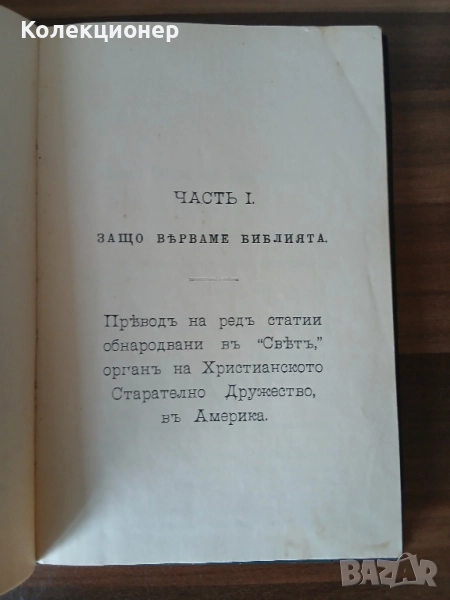 Колекционер
ЧАСТЬ I.
ЗАЩО ВѢРВАМЕ БИБЛИЯТА.
Прѣводъ на редъ статии
обнародвани въ “Свѣтъ,”
органъ на Христианското
Старателно Дружество,
въ Америка.
BAZAR